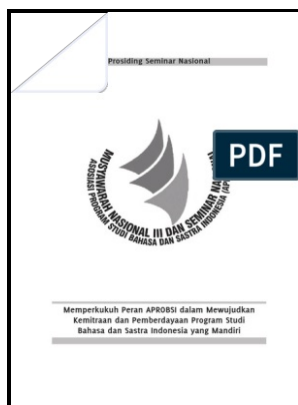 Prosiding Seminar Nasional
PDF
MUSYAWARAH NASIONAL III DAN SEMINAR
ASOSIASI PROGRAM STUDI BAHASA DAN SASTRA INDONESIA
Memperkukuh Peran APROBSI dalam Mewujudkan
Kemitraan dan Pemberdayaan Program Studi
Bahasa dan Sastra Indonesia yang Mandiri